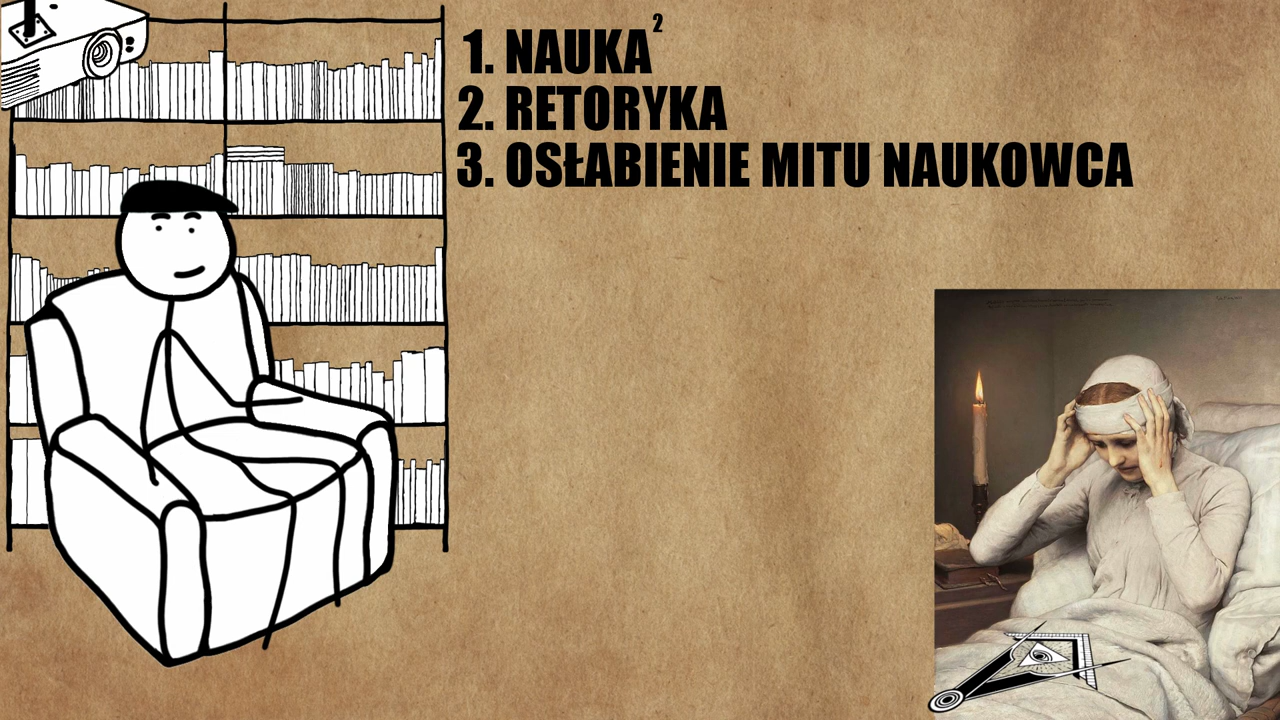 1. NAUKA²
2. RETORYKA
3. OSŁABIENIE MITU NAUKOWCA